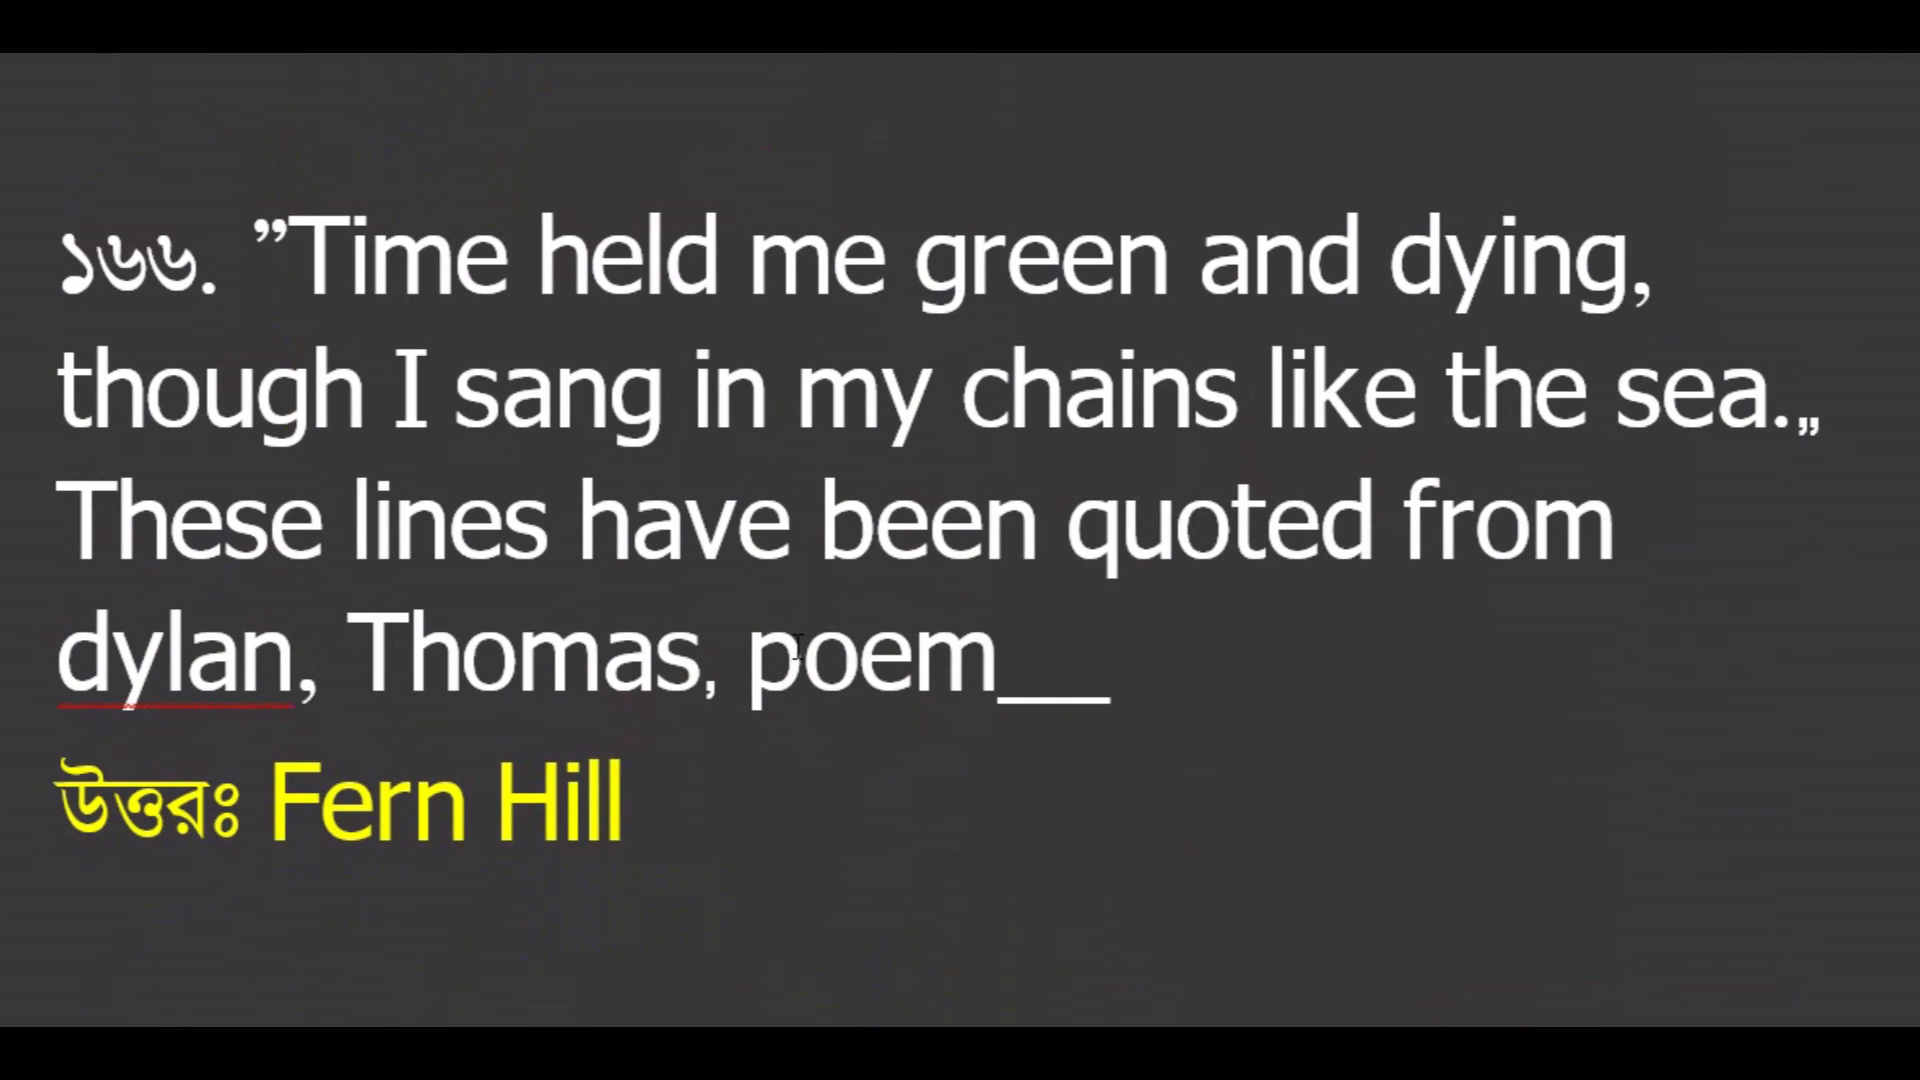 ১৬৬. ”Time held me green and dying,
though I sang in my chains like the sea.„
These lines have been quoted from
dylan, Thomas, poem__
উত্তরঃ Fern Hill